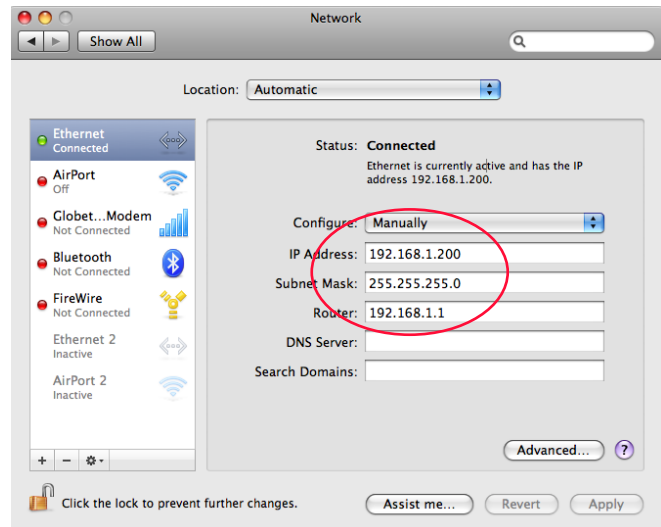 Network
Show All
Location: Automatic
Ethernet
Connected
AirPort
Off
Globet...Modem
Not Connected
Bluetooth
Not Connected
FireWire
Not Connected
Ethernet 2
Inactive
AirPort 2
Inactive
+ −
Status: Connected
Ethernet is currently active and has the IP
address 192.168.1.200.
Configure: Manually
IP Address: 192.168.1.200
Subnet Mask: 255.255.255.0
Router: 192.168.1.1
DNS Server:
Search Domains:
Advanced... ?
Click the lock to prevent further changes.
Assist me... Revert Apply